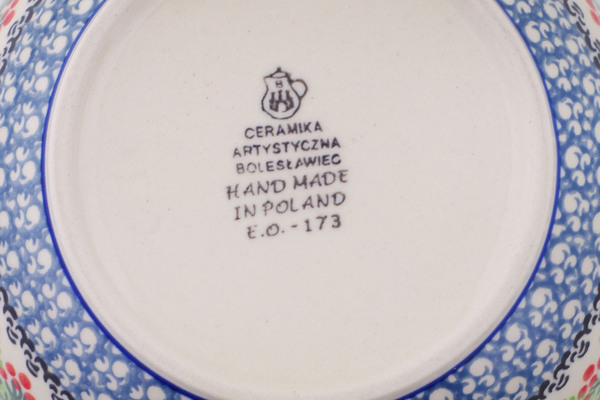 B
CERAMIKA
ARTYSTYCZNA
BOLESŁAWIEC
HAND MADE
IN POLAND
E.O. - 173